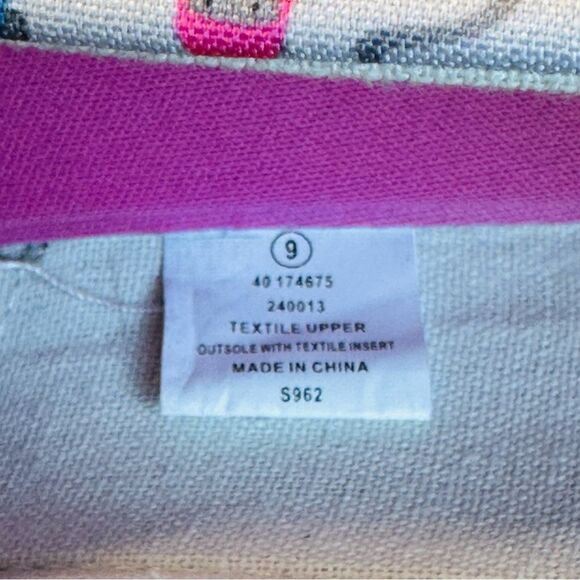 9
40 174675
240013
TEXTILE UPPER
OUTSOLE WITH TEXTILE INSERT
MADE IN CHINA
S962